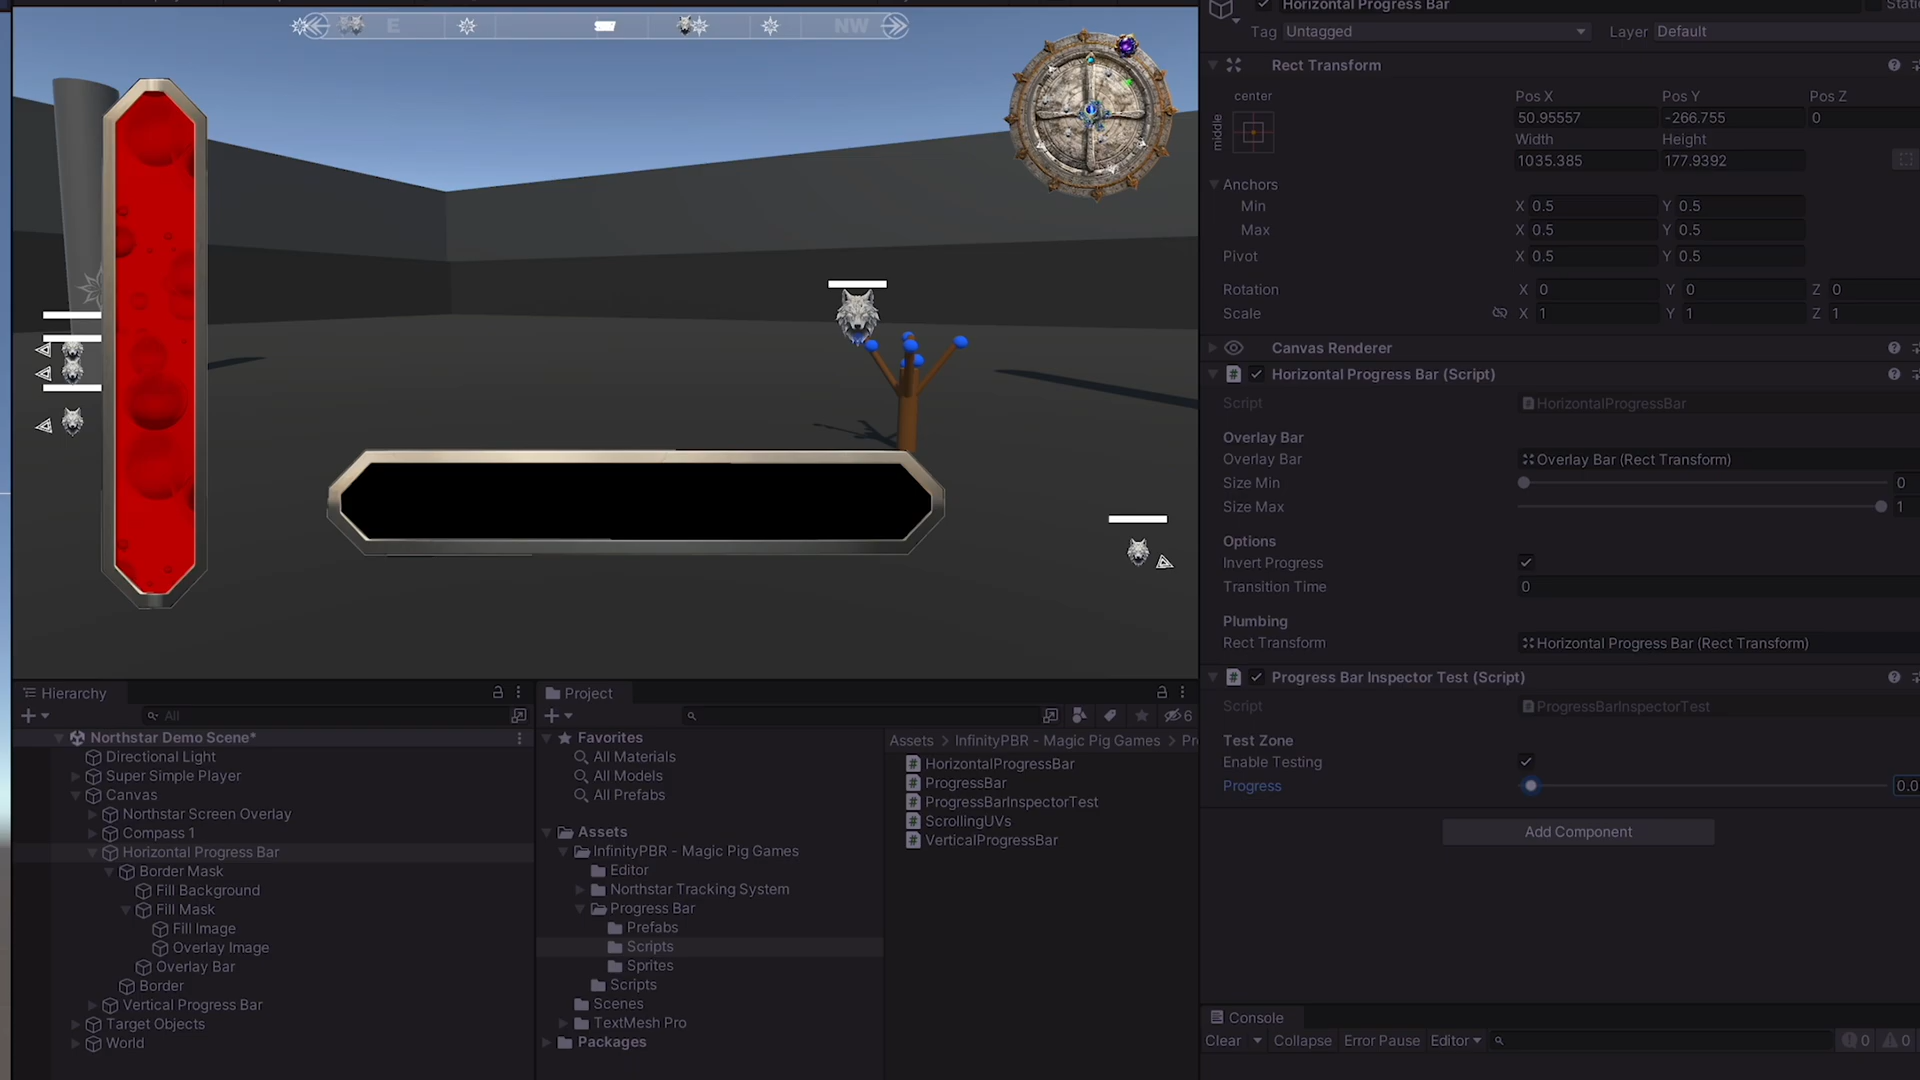 E
NW
Horizontal Progress Bar
Tag Untagged Layer Default
Rect Transform
center
middle
Pos X Pos Y Pos Z
50.95557 -266.755 0
Width Height
1035.385 177.9392
Anchors
Min X 0.5 Y 0.5
Max X 0.5 Y 0.5
Pivot X 0.5 Y 0.5
Rotation X 0 Y 0 Z 0
Scale X 1 Y 1 Z 1
Canvas Renderer
Horizontal Progress Bar (Script)
Script HorizontalProgressBar
Overlay Bar
Overlay Bar Overlay Bar (Rect Transform)
Size Min 0
Size Max 1
Options
Invert Progress
Transition Time 0
Plumbing
Rect Transform Horizontal Progress Bar (Rect Transform)
Progress Bar Inspector Test (Script)
Script ProgressBarInspectorTest
Test Zone
Enable Testing
Progress 0.0
Add Component
Hierarchy
All
Northstar Demo Scene*
Directional Light
Super Simple Player
Canvas
Northstar Screen Overlay
Compass 1
Horizontal Progress Bar
Border Mask
Fill Background
Fill Mask
Fill Image
Overlay Image
Overlay Bar
Border
Vertical Progress Bar
Target Objects
World
Project
6
Favorites
All Materials
All Models
All Prefabs
Assets
InfinityPBR - Magic Pig Games
Editor
Northstar Tracking System
Progress Bar
Prefabs
Scripts
Sprites
Scripts
Scenes
TextMesh Pro
Packages
Assets > InfinityPBR - Magic Pig Games > Pr
HorizontalProgressBar
ProgressBar
ProgressBarInspectorTest
ScrollingUVs
VerticalProgressBar
Console
Clear Collapse Error Pause Editor 0 0